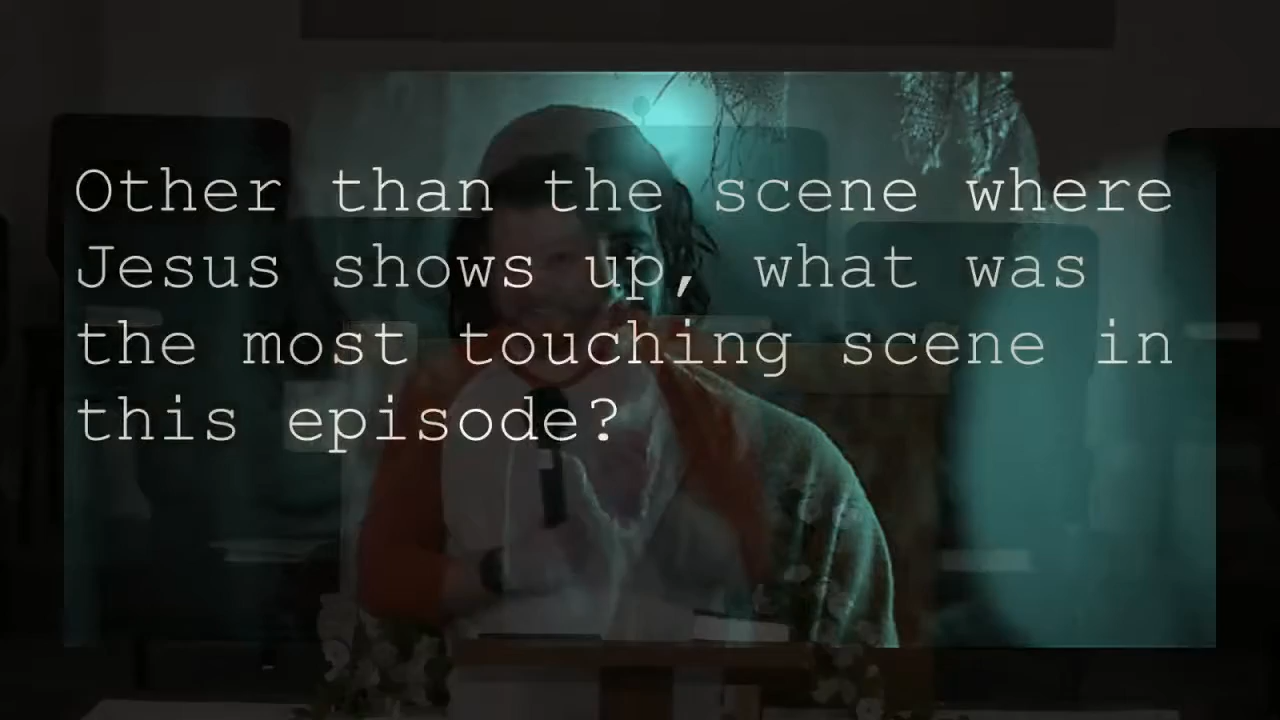 Other than the scene where
Jesus shows up, what was
the most touching scene in
this episode?